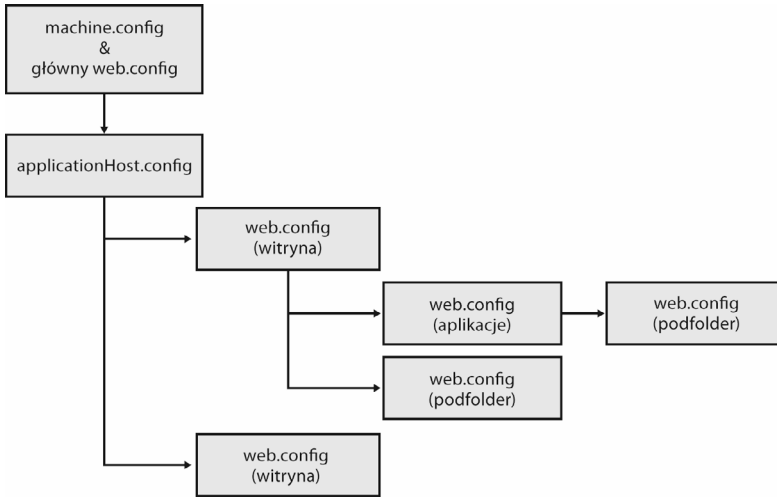 machine.config
&
główny web.config
applicationHost.config
web.config
(witryna)
web.config
(aplikacje)
web.config
(podfolder)
web.config
(podfolder)
web.config
(witryna)